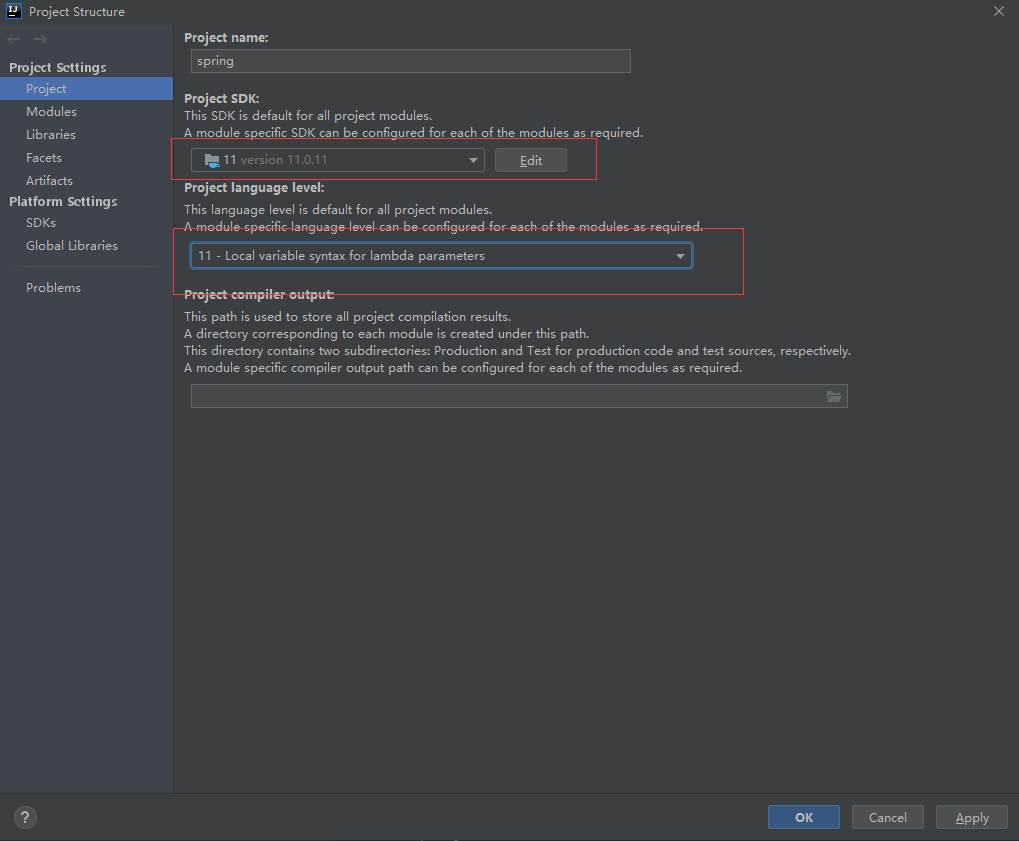 IJ
Project Structure
Project Settings
Project
Modules
Libraries
Facets
Artifacts
Platform Settings
SDKs
Global Libraries
Problems
Project name:
spring
Project SDK:
This SDK is default for all project modules.
A module specific SDK can be configured for each of the modules as required.
11 version 11.0.11
Edit
Project language level:
This language level is default for all project modules.
A module specific language level can be configured for each of the modules as required.
11 - Local variable syntax for lambda parameters
Project compiler output:
This path is used to store all project compilation results.
A directory corresponding to each module is created under this path.
This directory contains two subdirectories: Production and Test for production code and test sources, respectively.
A module specific compiler output path can be configured for each of the modules as required.
?
OK
Cancel
Apply